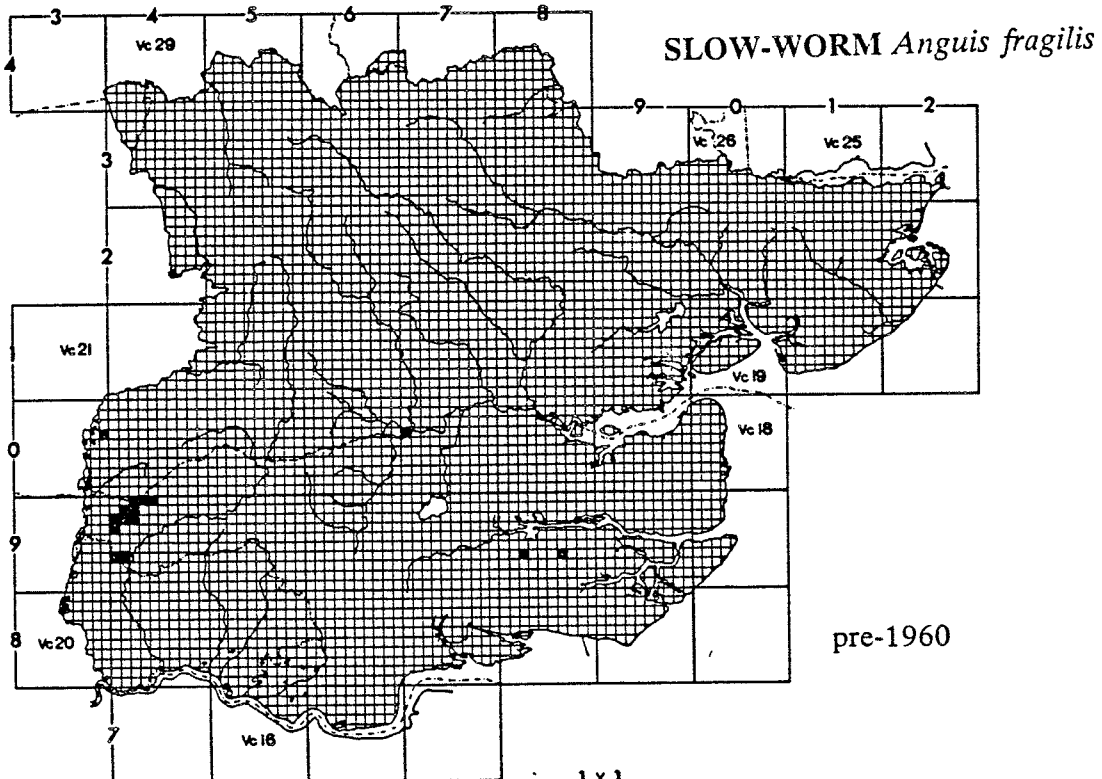 3 4 5 6 7 8
Vc 29
SLOW-WORM Anguis fragilis
4
9 0 1 2
Vc 26 Vc 25
3
2
Vc 21
1
Vc 19
Vc 18
0
9
Vc 20
8
pre-1960
7
Vc 16
1 x 1